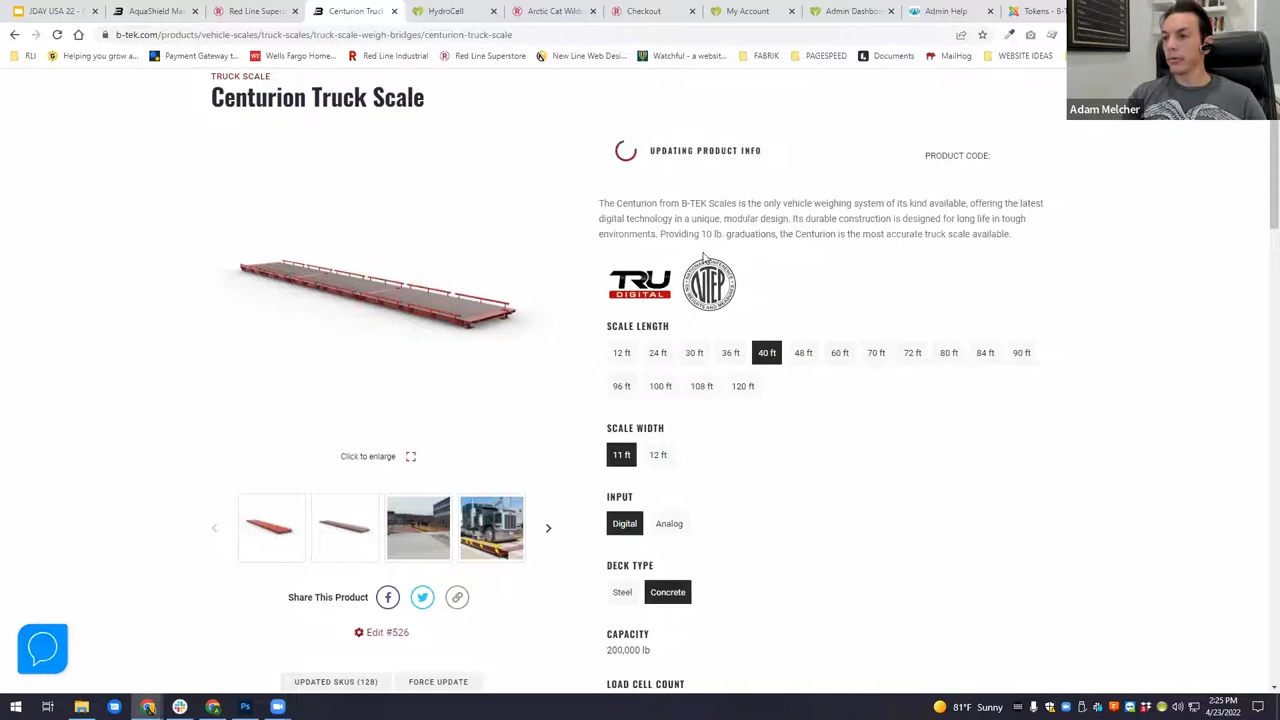 JDAY USA 22 -
AquaShield Ma
Red Line Supers
Centurion Truck
HydroCell
Arctic Cat Wildc
Checkout
My Account
Admin Dashboar
Admin Help
Tokens - B-T
b-tek.com/products/vehicle-scales/truck-scales/truck-scale-weighbridges/centurion-truck-scale
RLI
Helping you grow a...
Payment Gateway t...
Wells Fargo Home...
Red Line Industries
Red Line Superstore
New Line Web Desi...
Watchful - a websit...
FABRIK
PAGESPEED
Documents
MailHog
WEBSITE IDEAS
Adam Melcher
TRUCK SCALE
Centurion Truck Scale
UPDATING PRODUCT INFO
PRODUCT CODE:
The Centurion from B-TEK Scales is the only vehicle weighing system of its kind available, offering the latest
digital technology in a unique, modular design. Its durable construction is designed for long life in tough
environments. Providing 10 lb. graduations, the Centurion is the most accurate truck scale available.
TRU
DIGITAL
NTEP
SCALE LENGTH
12 ft 24 ft 30 ft 36 ft 40 ft 48 ft 60 ft 70 ft 72 ft 80 ft 84 ft 90 ft
96 ft 100 ft 108 ft 120 ft
SCALE WIDTH
11 ft 12 ft
Click to enlarge
INPUT
Digital Analog
DECK TYPE
Steel Concrete
Share This Product
Edit #526
CAPACITY
200,000 lb
UPDATED SKUS (128) FORCE UPDATE
LOAD CELL COUNT
81°F Sunny
2:25 PM
4/23/2022